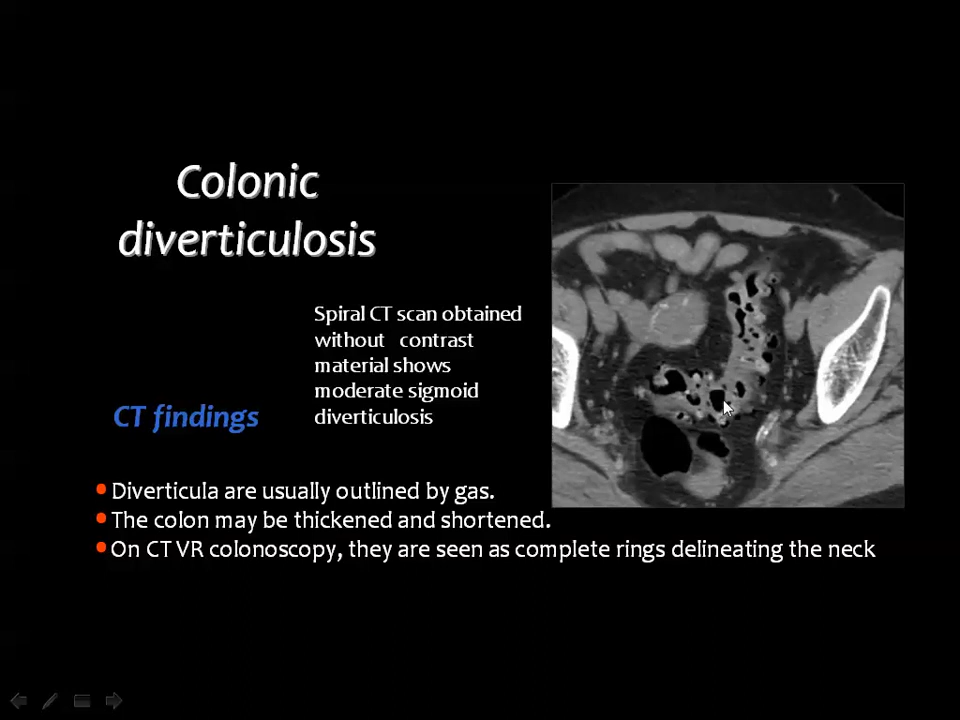 Colonic
diverticulosis
Spiral CT scan obtained
without contrast
material shows
moderate sigmoid
diverticulosis
CT findings
Diverticula are usually outlined by gas.
The colon may be thickened and shortened.
On CT VR colonoscopy, they are seen as complete rings delineating the neck